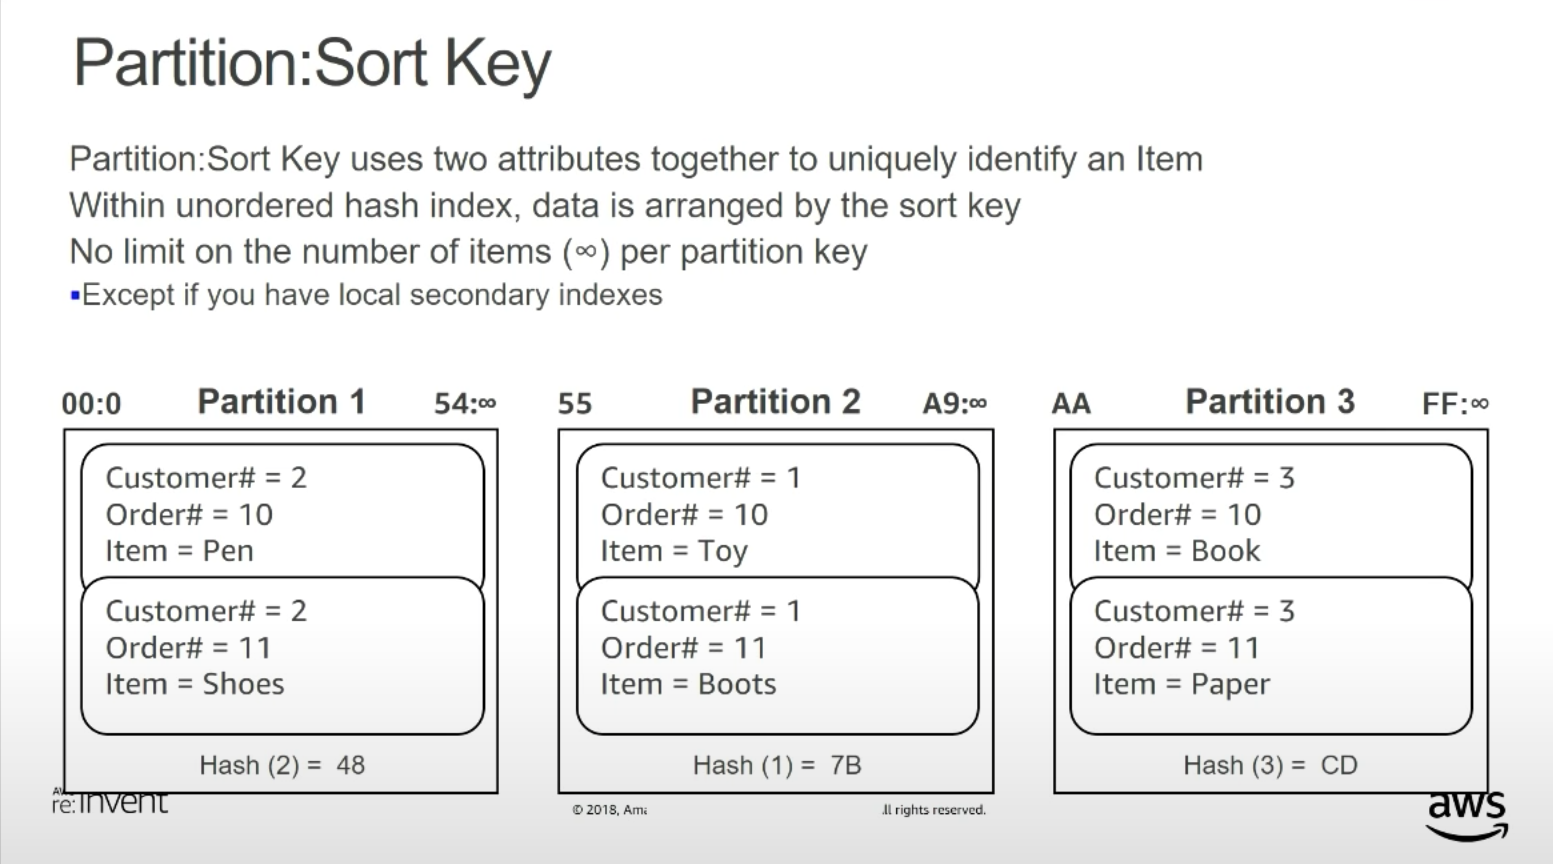 Partition:Sort Key
Partition:Sort Key uses two attributes together to uniquely identify an Item
Within unordered hash index, data is arranged by the sort key
No limit on the number of items (∞) per partition key
▪Except if you have local secondary indexes
00:0 Partition 1 54:∞
Customer# = 2
Order# = 10
Item = Pen
Customer# = 2
Order# = 11
Item = Shoes
Hash (2) = 48
55 Partition 2 A9:∞
Customer# = 1
Order# = 10
Item = Toy
Customer# = 1
Order# = 11
Item = Boots
Hash (1) = 7B
AA Partition 3 FF:∞
Customer# = 3
Order# = 10
Item = Book
Customer# = 3
Order# = 11
Item = Paper
Hash (3) = CD
re:Invent
© 2018, rights reserved.
aws